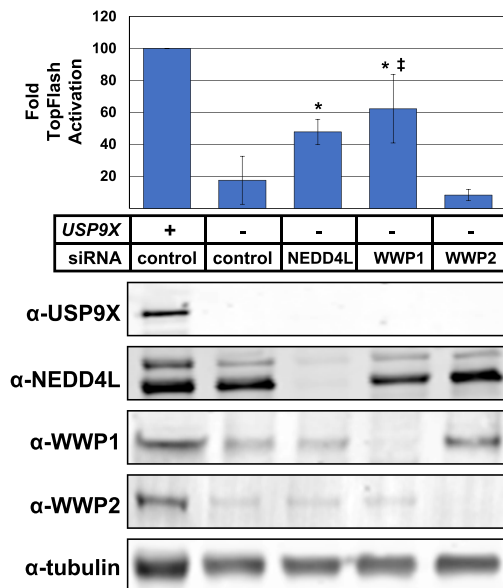 Fold
TopFlash
Activation
120
100
80
60
40
20
*
* ‡
USP9X + - - - -
siRNA control control NEDD4L WWP1 WWP2
α-USP9X
α-NEDD4L
α-WWP1
α-WWP2
α-tubulin